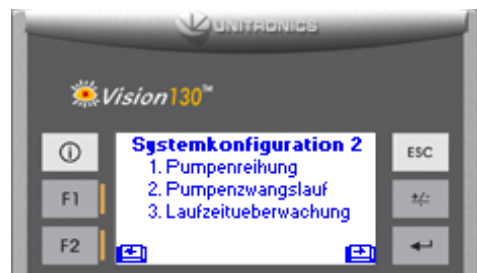 UNITRONICS
Vision130™
Systemkonfiguration 2
1. Pumpenreihung
2. Pumpenzwangslauf
3. Laufzeitueberwachung
i
F1
F2
ESC
+/-